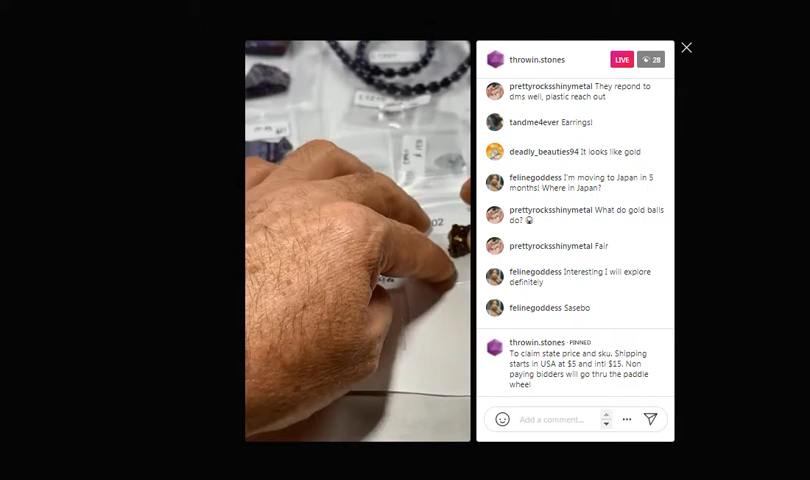 throwin.stones
LIVE
28
prettyrocksshinymetal They repond to
dms well, plastic reach out
tandme4ever Earrings!
deadly_beauties94 It looks like gold
felinegoddess I'm moving to Japan in 5
months! Where in Japan?
prettyrocksshinymetal What do gold balls
do?
prettyrocksshinymetal Fair
felinegoddess Interesting I will explore
definitely
felinegoddess Sasebo
throwin.stones · PINNED
To claim state price and sku. Shipping
starts in USA at $5 and intl $15. Non
paying bidders will go thru the paddle
wheel
Add a comment...